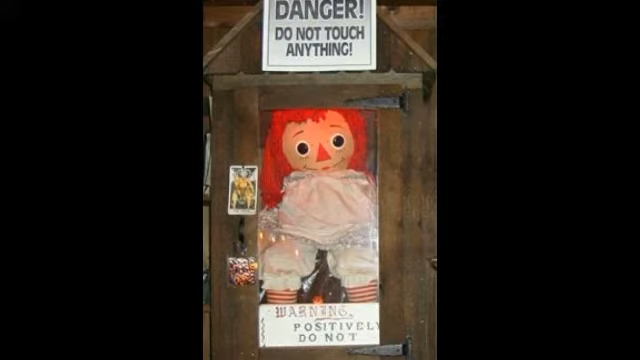 DANGER!
DO NOT TOUCH
ANYTHING!
WARNING,
POSITIVELY
DO NOT